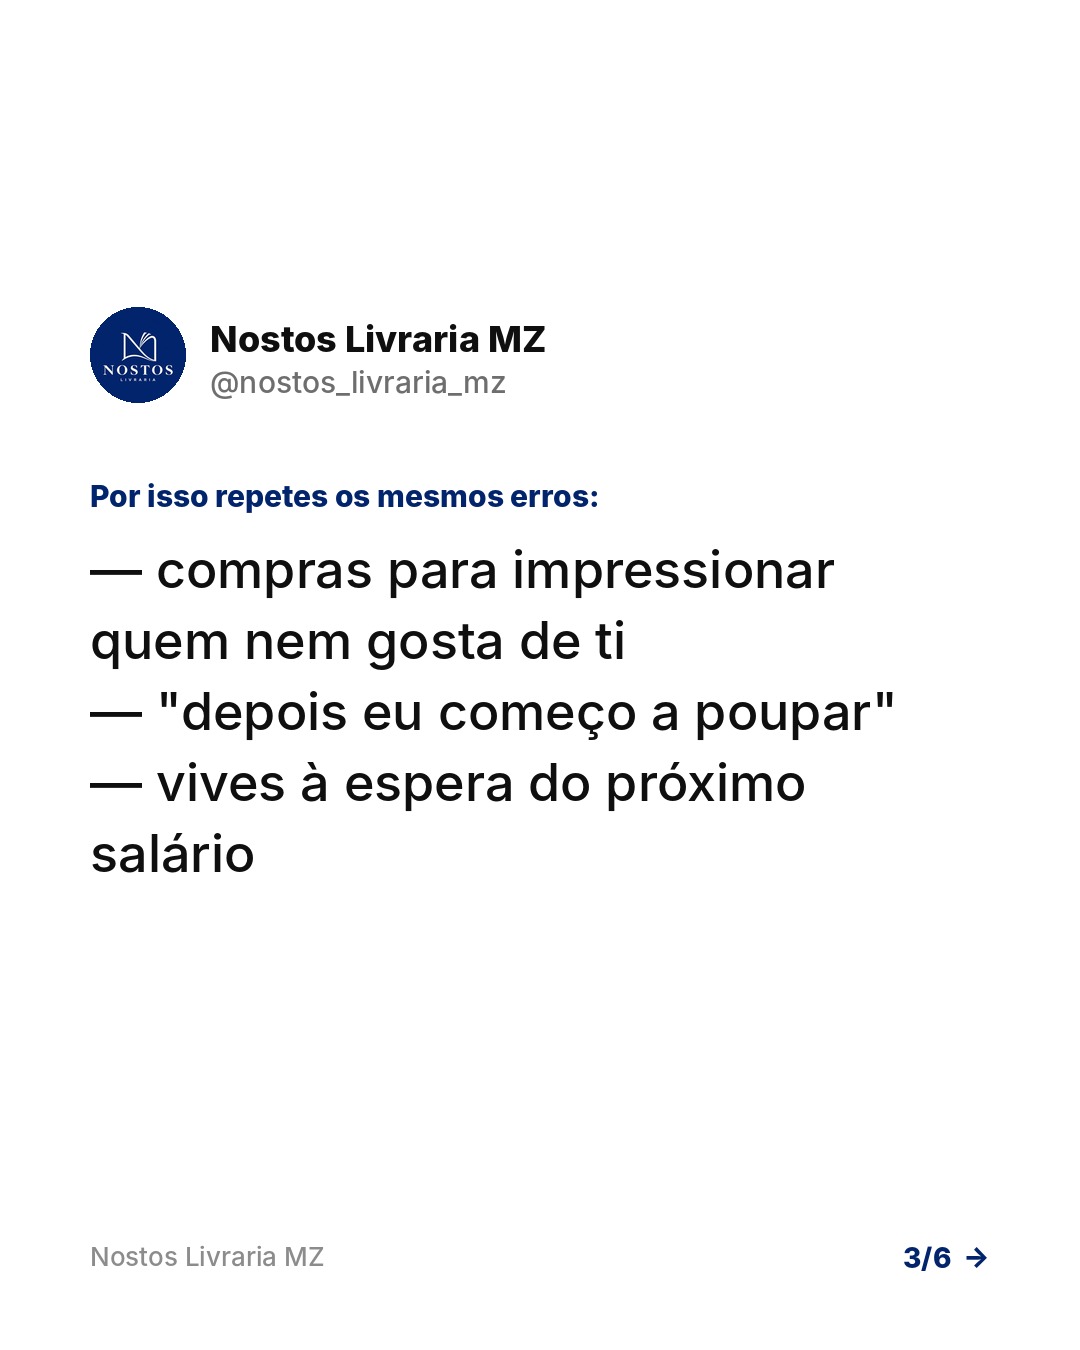 NOSTOS
LIVRARIA
Nostos Livraria MZ
@nostos_livraria_mz
Por isso repetes os mesmos erros:
— compras para impressionar
quem nem gosta de ti
— "depois eu começo a poupar"
— vives à espera do próximo
salário
Nostos Livraria MZ
3/6 →